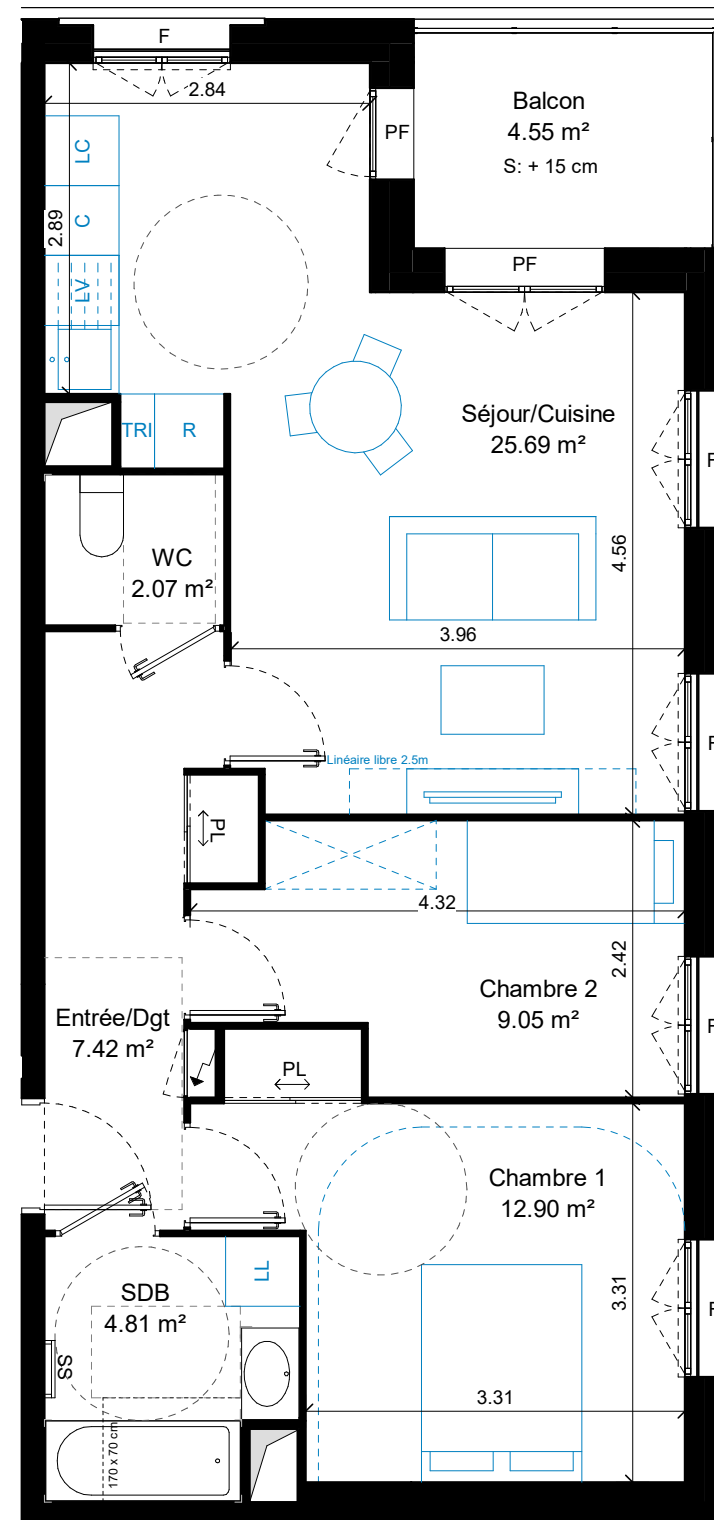 F
2.84
Balcon
4.55 m²
S: + 15 cm
PF
LC
C
2.89
LV
PF
TRI
R
Séjour/Cuisine
25.69 m²
F
WC
2.07 m²
4.56
3.96
F
Linéaire libre 2.5m
PL
4.32
2.42
Chambre 2
9.05 m²
F
Entrée/Dgt
7.42 m²
PL
Chambre 1
12.90 m²
LL
SDB
4.81 m²
3.31
F
SS
3.31
170 x 70 cm